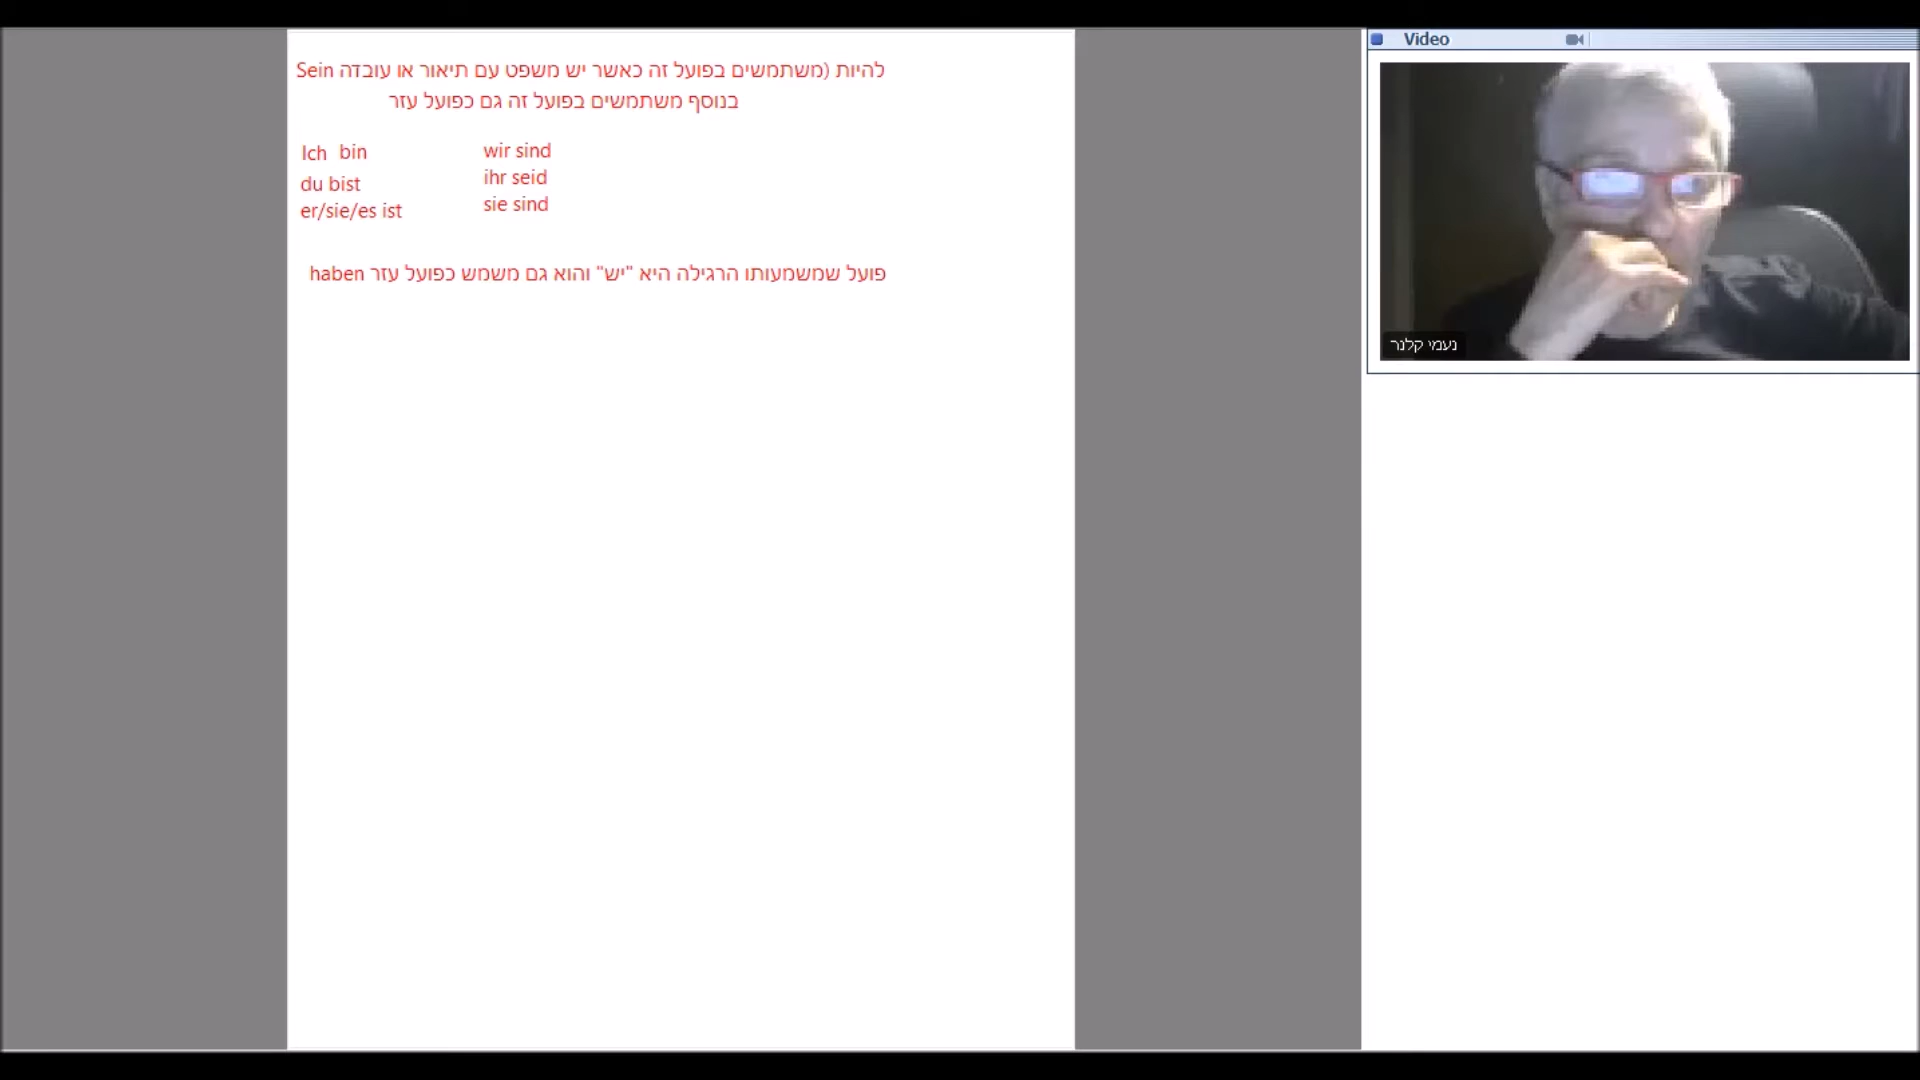 Sein להיות (משתמשים בפועל זה כאשר יש משפט עם תיאור או עובדה
בנוסף משתמשים בפועל זה גם כפועל עזר
Ich bin
du bist
er/sie/es ist
wir sind
ihr seid
sie sind
haben פועל שמשמעותו הרגילה היא "יש" והוא גם משמש כפועל עזר
Video
נעמי קלנר